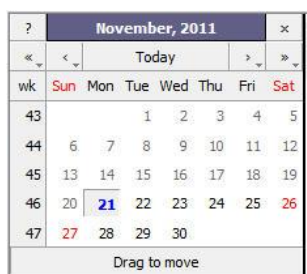 ? November, 2011 ×
« ‹ Today › »
wk Sun Mon Tue Wed Thu Fri Sat
43 1 2 3 4 5
44 6 7 8 9 10 11 12
45 13 14 15 16 17 18 19
46 20 21 22 23 24 25 26
47 27 28 29 30
Drag to move